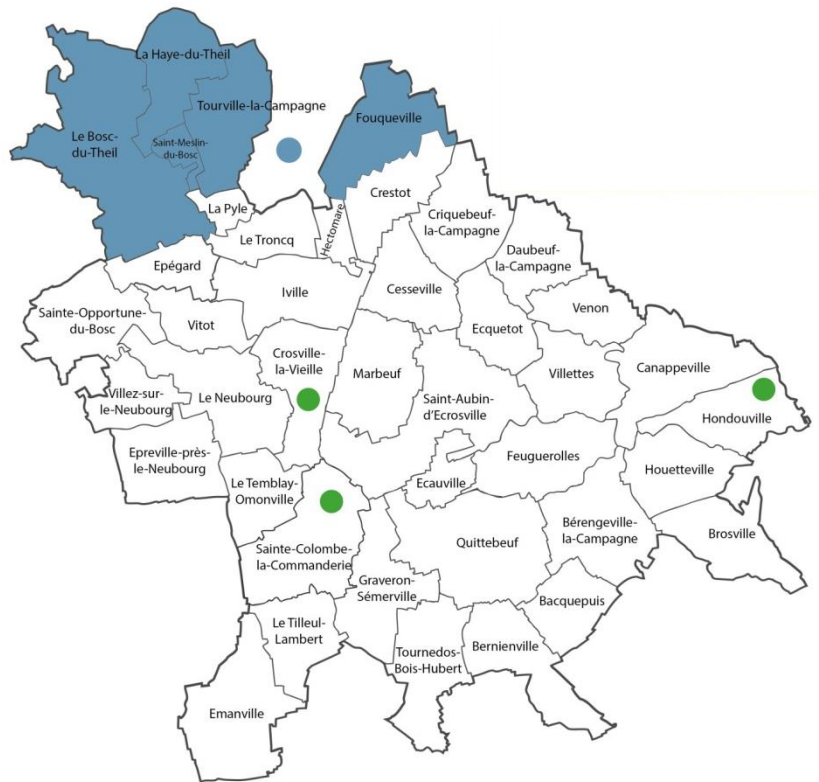 La Haye-du-Theil
Tourville-la-Campagne
Fouqueville
Le Bosc-
du-Theil
Saint-Meslin-
du-Bosc
Crestot
La Pyle
Hectomare
Criquebeuf-
la-Campagne
Le Troncq
Daubeuf-
la-Campagne
Epégard
Iville
Cesseville
Sainte-Opportune-
du-Bosc
Vitot
Ecquetot
Venon
Crosville-
la-Vieille
Marbeuf
Villettes
Canappeville
Villez-sur-
le-Neubourg
Le Neubourg
Saint-Aubin-
d'Ecrosville
Hondouville
Epreville-près-
le-Neubourg
Feuguerolles
Houetteville
Le Temblay-
Omonville
Ecauville
Bérengeville-
la-Campagne
Brosville
Quittebeuf
Sainte-Colombe-
la-Commanderie
Graveron-
Sémerville
Bacquepuis
Le Tilleul-
Lambert
Tournedos-
Bois-Hubert
Bernienville
Emanville